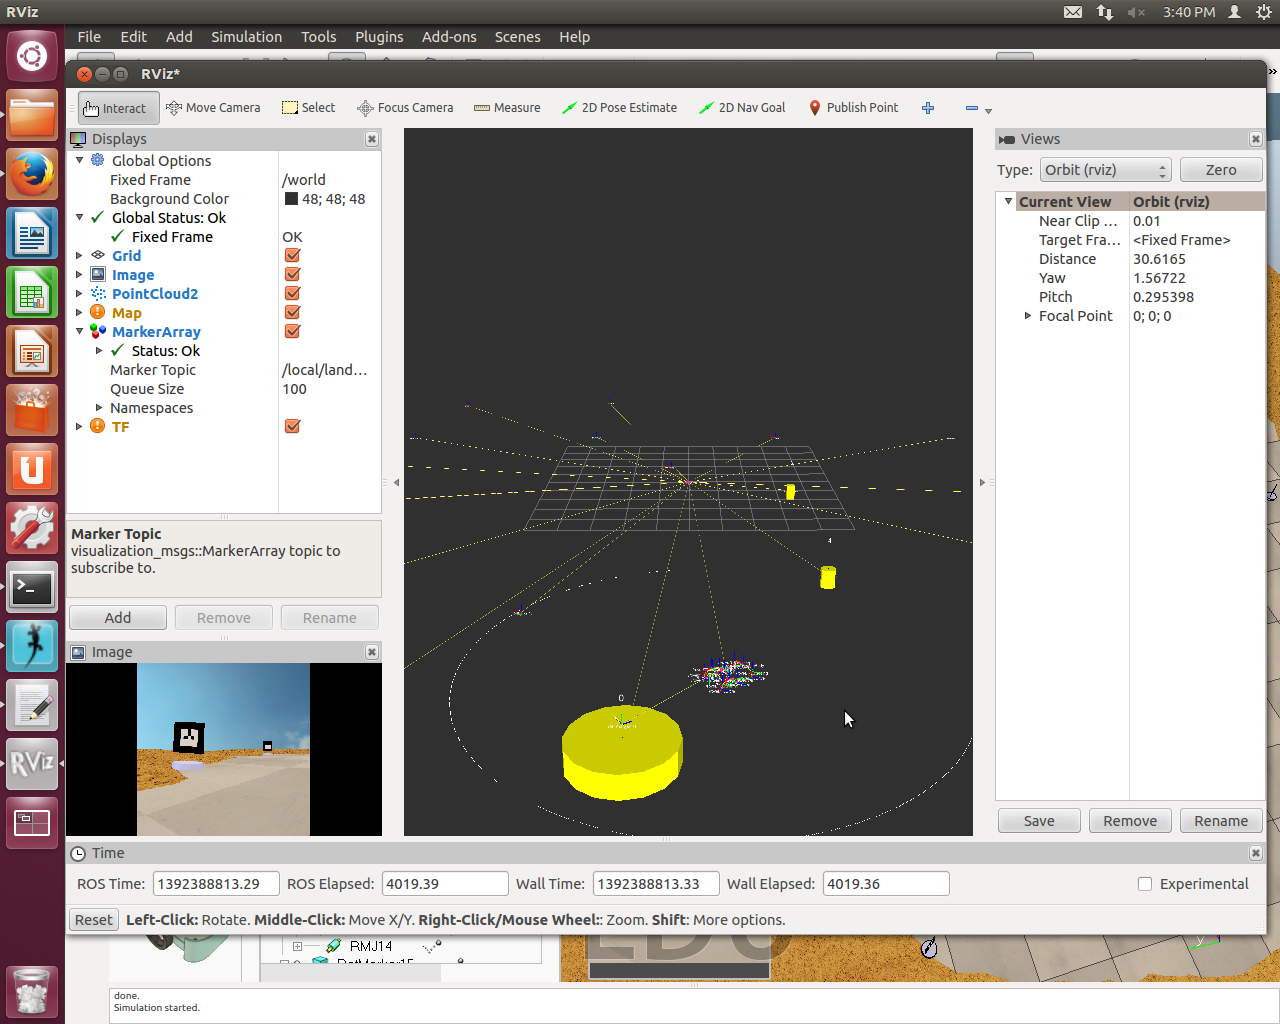 RViz
3:40 PM
File Edit Add Simulation Tools Plugins Add-ons Scenes Help
RViz*
Interact Move Camera Select Focus Camera Measure 2D Pose Estimate 2D Nav Goal Publish Point
Displays
Global Options
Fixed Frame /world
Background Color 48; 48; 48
Global Status: Ok
Fixed Frame OK
Grid
Image
PointCloud2
Map
MarkerArray
Status: Ok
Marker Topic /local/land...
Queue Size 100
Namespaces
TF
Marker Topic
visualization_msgs::MarkerArray topic to
subscribe to.
Add Remove Rename
Image
4
0
Views
Type: Orbit (rviz) Zero
Current View Orbit (rviz)
Near Clip ... 0.01
Target Fra... <Fixed Frame>
Distance 30.6165
Yaw 1.56722
Pitch 0.295398
Focal Point 0; 0; 0
Save Remove Rename
RViz
Time
ROS Time: 1392388813.29 ROS Elapsed: 4019.39 Wall Time: 1392388813.33 Wall Elapsed: 4019.36 Experimental
Reset Left-Click: Rotate. Middle-Click: Move X/Y. Right-Click/Mouse Wheel:: Zoom. Shift: More options.
RMJ14
EDU
done.
Simulation started.